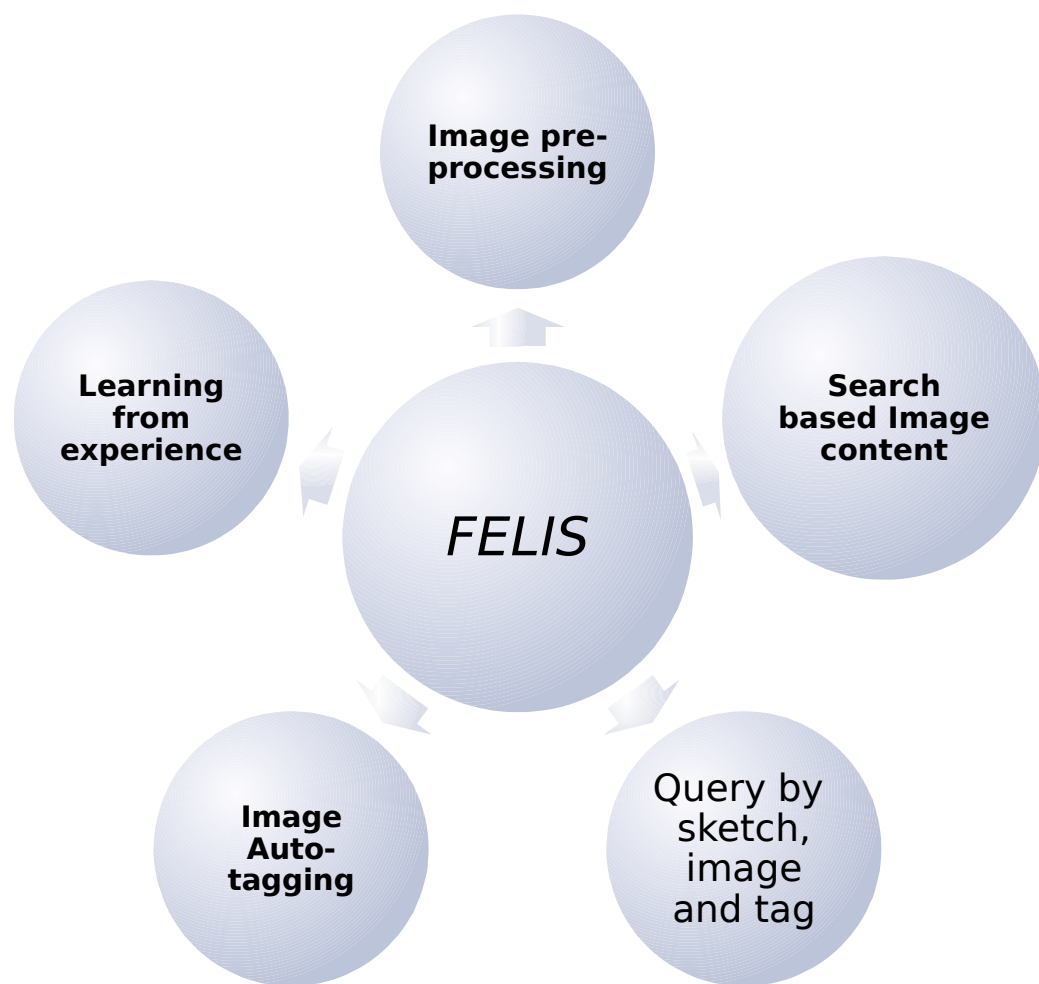 Image pre-
processing
Learning
from
experience
Search
based Image
content
FELIS
Image
Auto-
tagging
Query by
sketch,
image
and tag